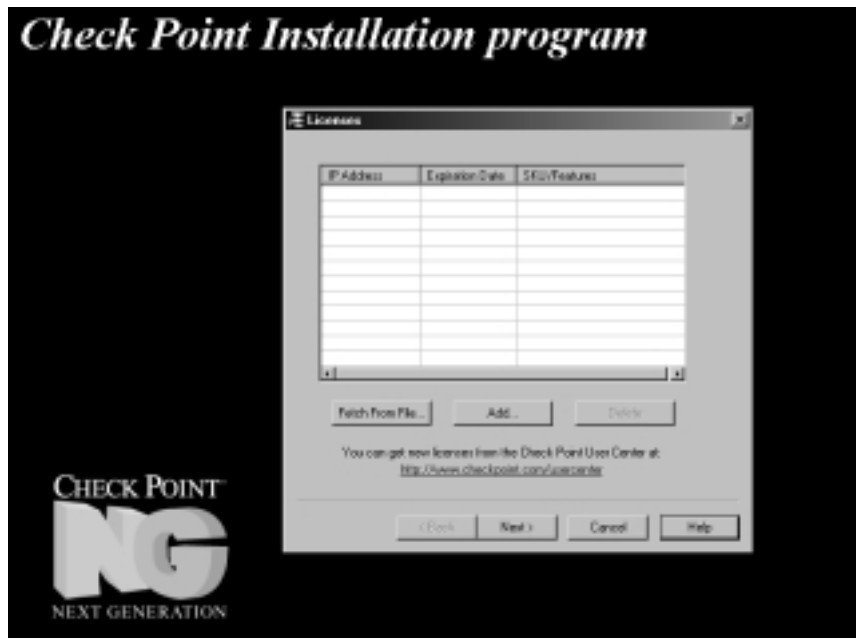 Check Point Installation program
Licenses
IP Address Expiration Date SKU/Features
Fetch From File... Add... Delete
You can get new licenses from the Check Point User Center at:
http://www.checkpoint.com/usercenter
< Back Next > Cancel Help
CHECK POINT™
NG
NEXT GENERATION